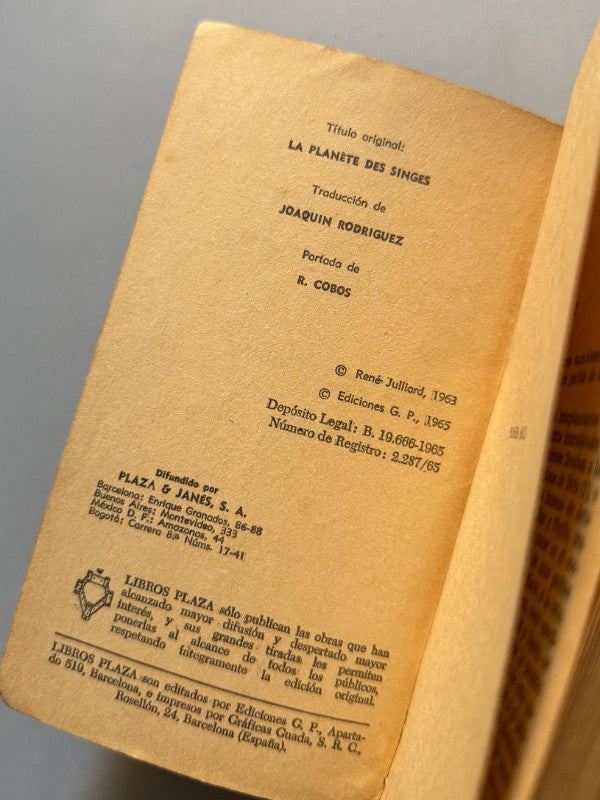 Título original:
LA PLANÈTE DES SINGES
Traducción de
JOAQUIN RODRIGUEZ
Portada de
R. COBOS
© René Julliard, 1963
© Ediciones G. P., 1965
Depósito Legal: B. 19.666-1965
Número de Registro: 2.287/65
Difundido por
PLAZA & JANÉS, S. A.
Barcelona: Enrique Granados, 86-88
Buenos Aires: Montevideo, 333
México D. F.: Amazonas, 44
Bogotá: Carrera 8.ª Núms. 17-41
LIBROS PLAZA sólo publican las obras que han
alcanzado mayor difusión y despertado mayor
interés, y sus grandes tiradas les permiten
ponerlas al alcance de todos los públicos,
respetando íntegramente la edición original.
LIBROS PLAZA son editados por Ediciones G. P., Aparta-
do 519, Barcelona, e impresos por Gráficas Guada, S. R. C.,
Rosellón, 24, Barcelona (España).